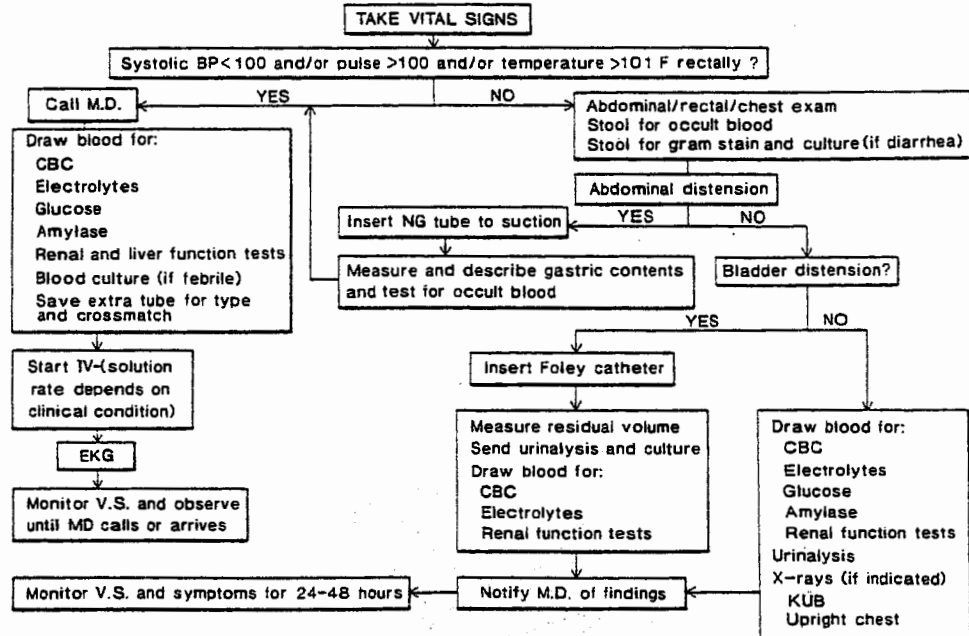 TAKE VITAL SIGNS
Systolic BP<100 and/or pulse >100 and/or temperature >101 F rectally ?
YES
NO
Call M.D.
Draw blood for:
CBC
Electrolytes
Glucose
Amylase
Renal and liver function tests
Blood culture (if febrile)
Save extra tube for type
and crossmatch
Start IV-(solution
rate depends on
clinical condition)
EKG
Monitor V.S. and observe
until MD calls or arrives
Abdominal/rectal/chest exam
Stool for occult blood
Stool for gram stain and culture (if diarrhea)
Abdominal distension
YES
NO
Insert NG tube to suction
Measure and describe gastric contents
and test for occult blood
Bladder distension?
YES
NO
Insert Foley catheter
Measure residual volume
Send urinalysis and culture
Draw blood for:
CBC
Electrolytes
Renal function tests
Draw blood for:
CBC
Electrolytes
Glucose
Amylase
Renal function tests
Urinalysis
X-rays (if indicated)
KUB
Upright chest
Notify M.D. of findings
Monitor V.S. and symptoms for 24-48 hours